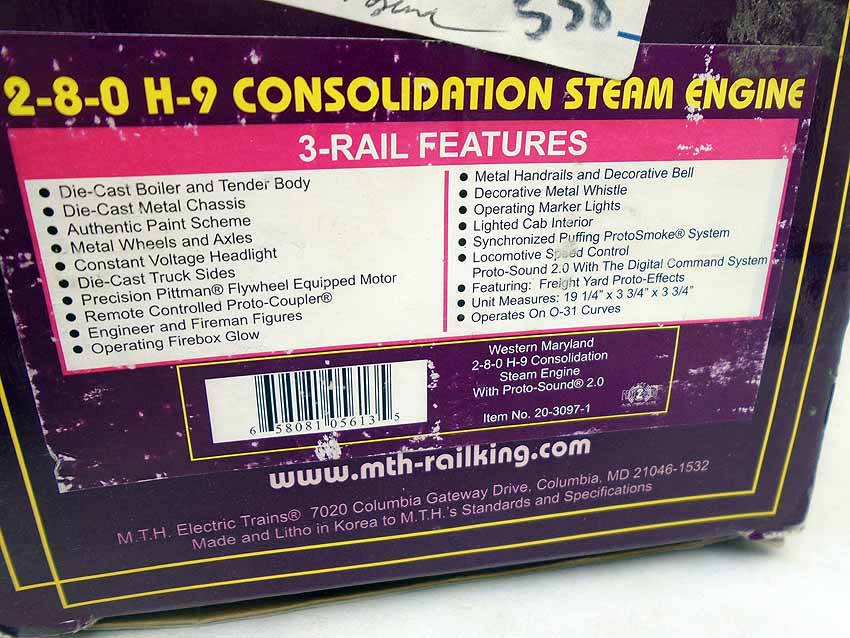 558
2-8-0 H-9 CONSOLIDATION STEAM ENGINE
3-RAIL FEATURES
• Die-Cast Boiler and Tender Body
• Die-Cast Metal Chassis
• Authentic Paint Scheme
• Metal Wheels and Axles
• Constant Voltage Headlight
• Die-Cast Truck Sides
• Precision Pittman® Flywheel Equipped Motor
• Remote Controlled Proto-Coupler®
• Engineer and Fireman Figures
• Operating Firebox Glow
• Metal Handrails and Decorative Bell
• Decorative Metal Whistle
• Operating Marker Lights
• Lighted Cab Interior
• Synchronized Puffing ProtoSmoke® System
• Locomotive Speed Control
Proto-Sound 2.0 With The Digital Command System
• Featuring: Freight Yard Proto-Effects
• Unit Measures: 19 1/4" x 3 3/4" x 3 3/4"
• Operates On O-31 Curves
6 58081 05613 5
Western Maryland
2-8-0 H-9 Consolidation
Steam Engine
With Proto-Sound® 2.0
Item No. 20-3097-1
www.mth-railking.com
M.T.H. Electric Trains® 7020 Columbia Gateway Drive, Columbia, MD 21046-1532
Made and Litho in Korea to M.T.H.'s Standards and Specifications